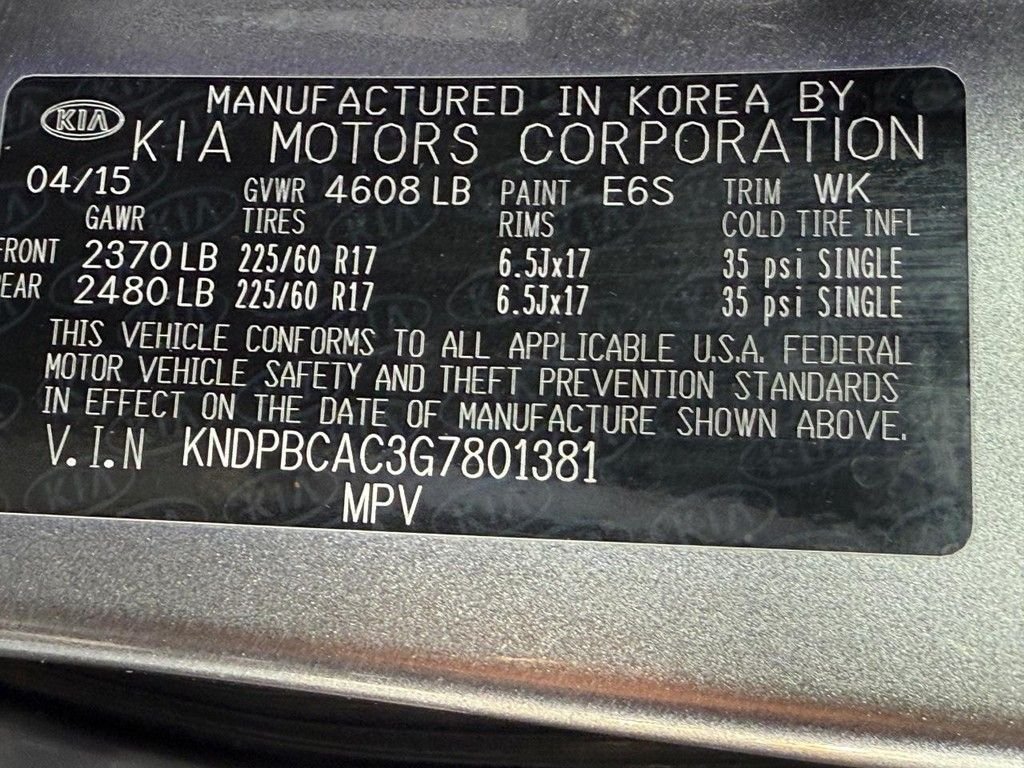 KIA MANUFACTURED IN KOREA BY
KIA MOTORS CORPORATION
04/15 GVWR 4608 LB PAINT E6S TRIM WK
GAWR TIRES RIMS COLD TIRE INFL
FRONT 2370 LB 225/60 R17 6.5Jx17 35 psi SINGLE
EAR 2480 LB 225/60 R17 6.5Jx17 35 psi SINGLE
THIS VEHICLE CONFORMS TO ALL APPLICABLE U.S.A. FEDERAL
MOTOR VEHICLE SAFETY AND THEFT PREVENTION STANDARDS
IN EFFECT ON THE DATE OF MANUFACTURE SHOWN ABOVE.
V.I.N KNDPBCAC3G7801381
MPV